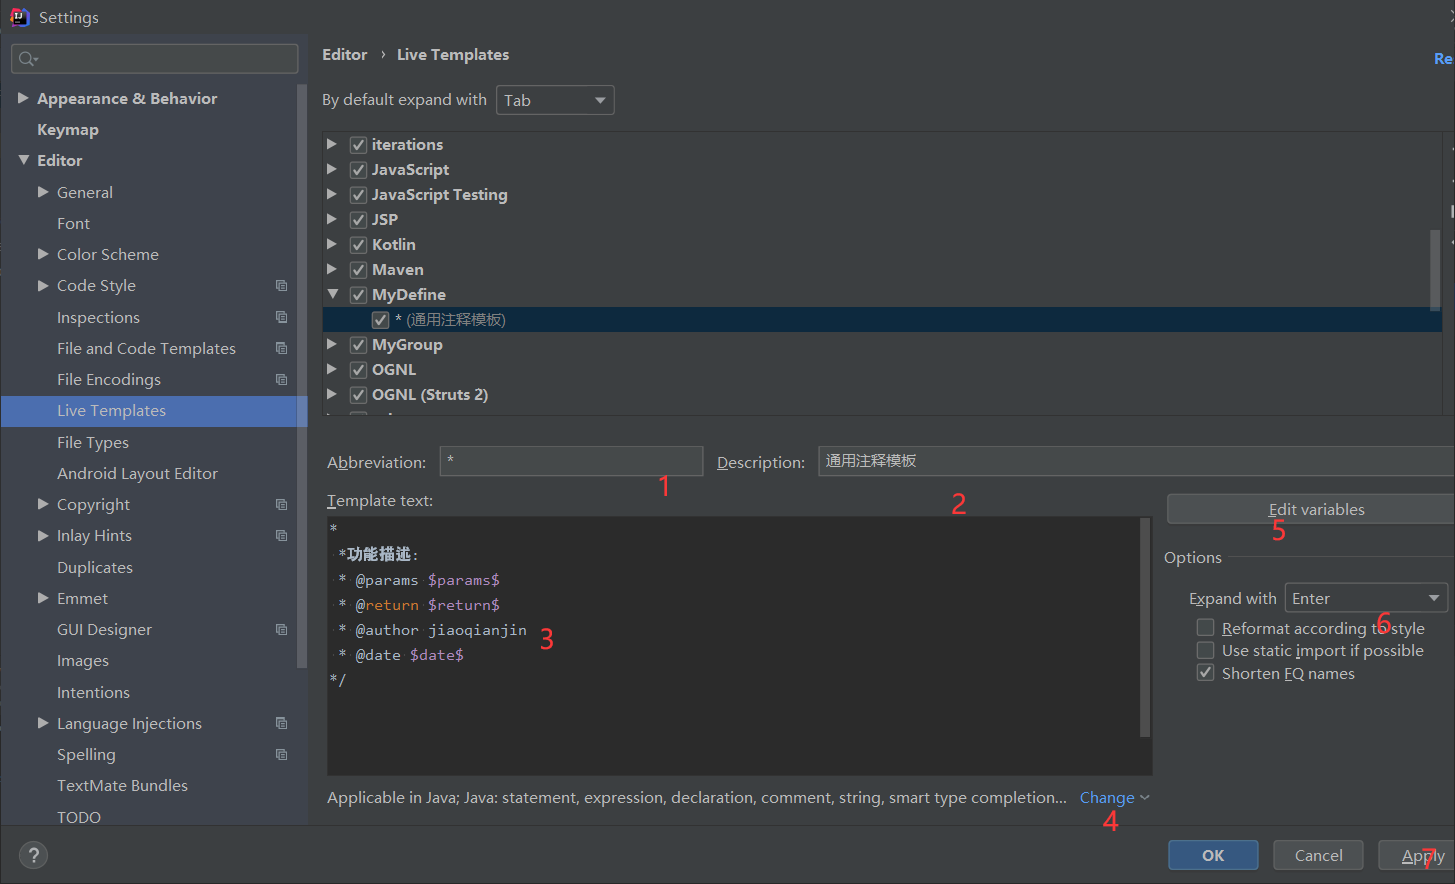 Settings
Editor › Live Templates
Re
By default expand with Tab
Appearance & Behavior
Keymap
Editor
General
Font
Color Scheme
Code Style
Inspections
File and Code Templates
File Encodings
Live Templates
File Types
Android Layout Editor
Copyright
Inlay Hints
Duplicates
Emmet
GUI Designer
Images
Intentions
Language Injections
Spelling
TextMate Bundles
TODO
iterations
JavaScript
JavaScript Testing
JSP
Kotlin
Maven
MyDefine
* (通用注释模板)
MyGroup
OGNL
OGNL (Struts 2)
Abbreviation: *
Description: 通用注释模板
1
2
Template text:
*
*功能描述:
* @params $params$
* @return $return$
* @author jiaoqianjin
* @date $date$
*/
3
Edit variables
5
Options
Expand with Enter
6
Reformat according to style
Use static import if possible
Shorten FQ names
Applicable in Java; Java: statement, expression, declaration, comment, string, smart type completion... Change
4
?
OK
Cancel
Apply
7